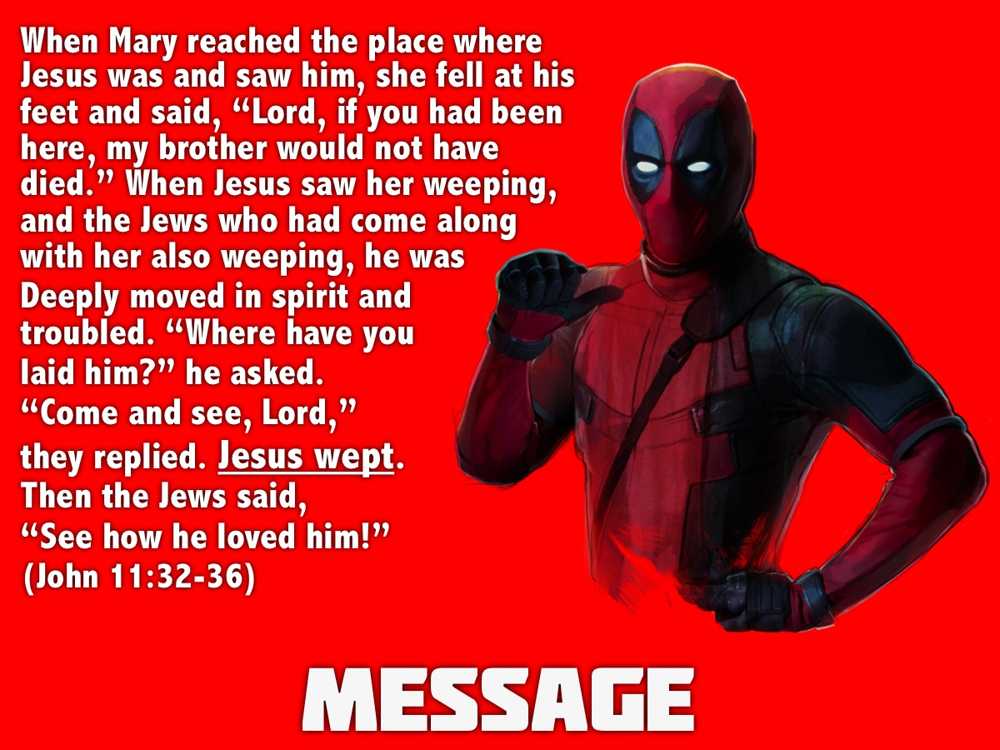 When Mary reached the place where
Jesus was and saw him, she fell at his
feet and said, “Lord, if you had been
here, my brother would not have
died.” When Jesus saw her weeping,
and the Jews who had come along
with her also weeping, he was
Deeply moved in spirit and
troubled. “Where have you
laid him?” he asked.
“Come and see, Lord,”
they replied. Jesus wept.
Then the Jews said,
“See how he loved him!”
(John 11:32-36)
MESSAGE